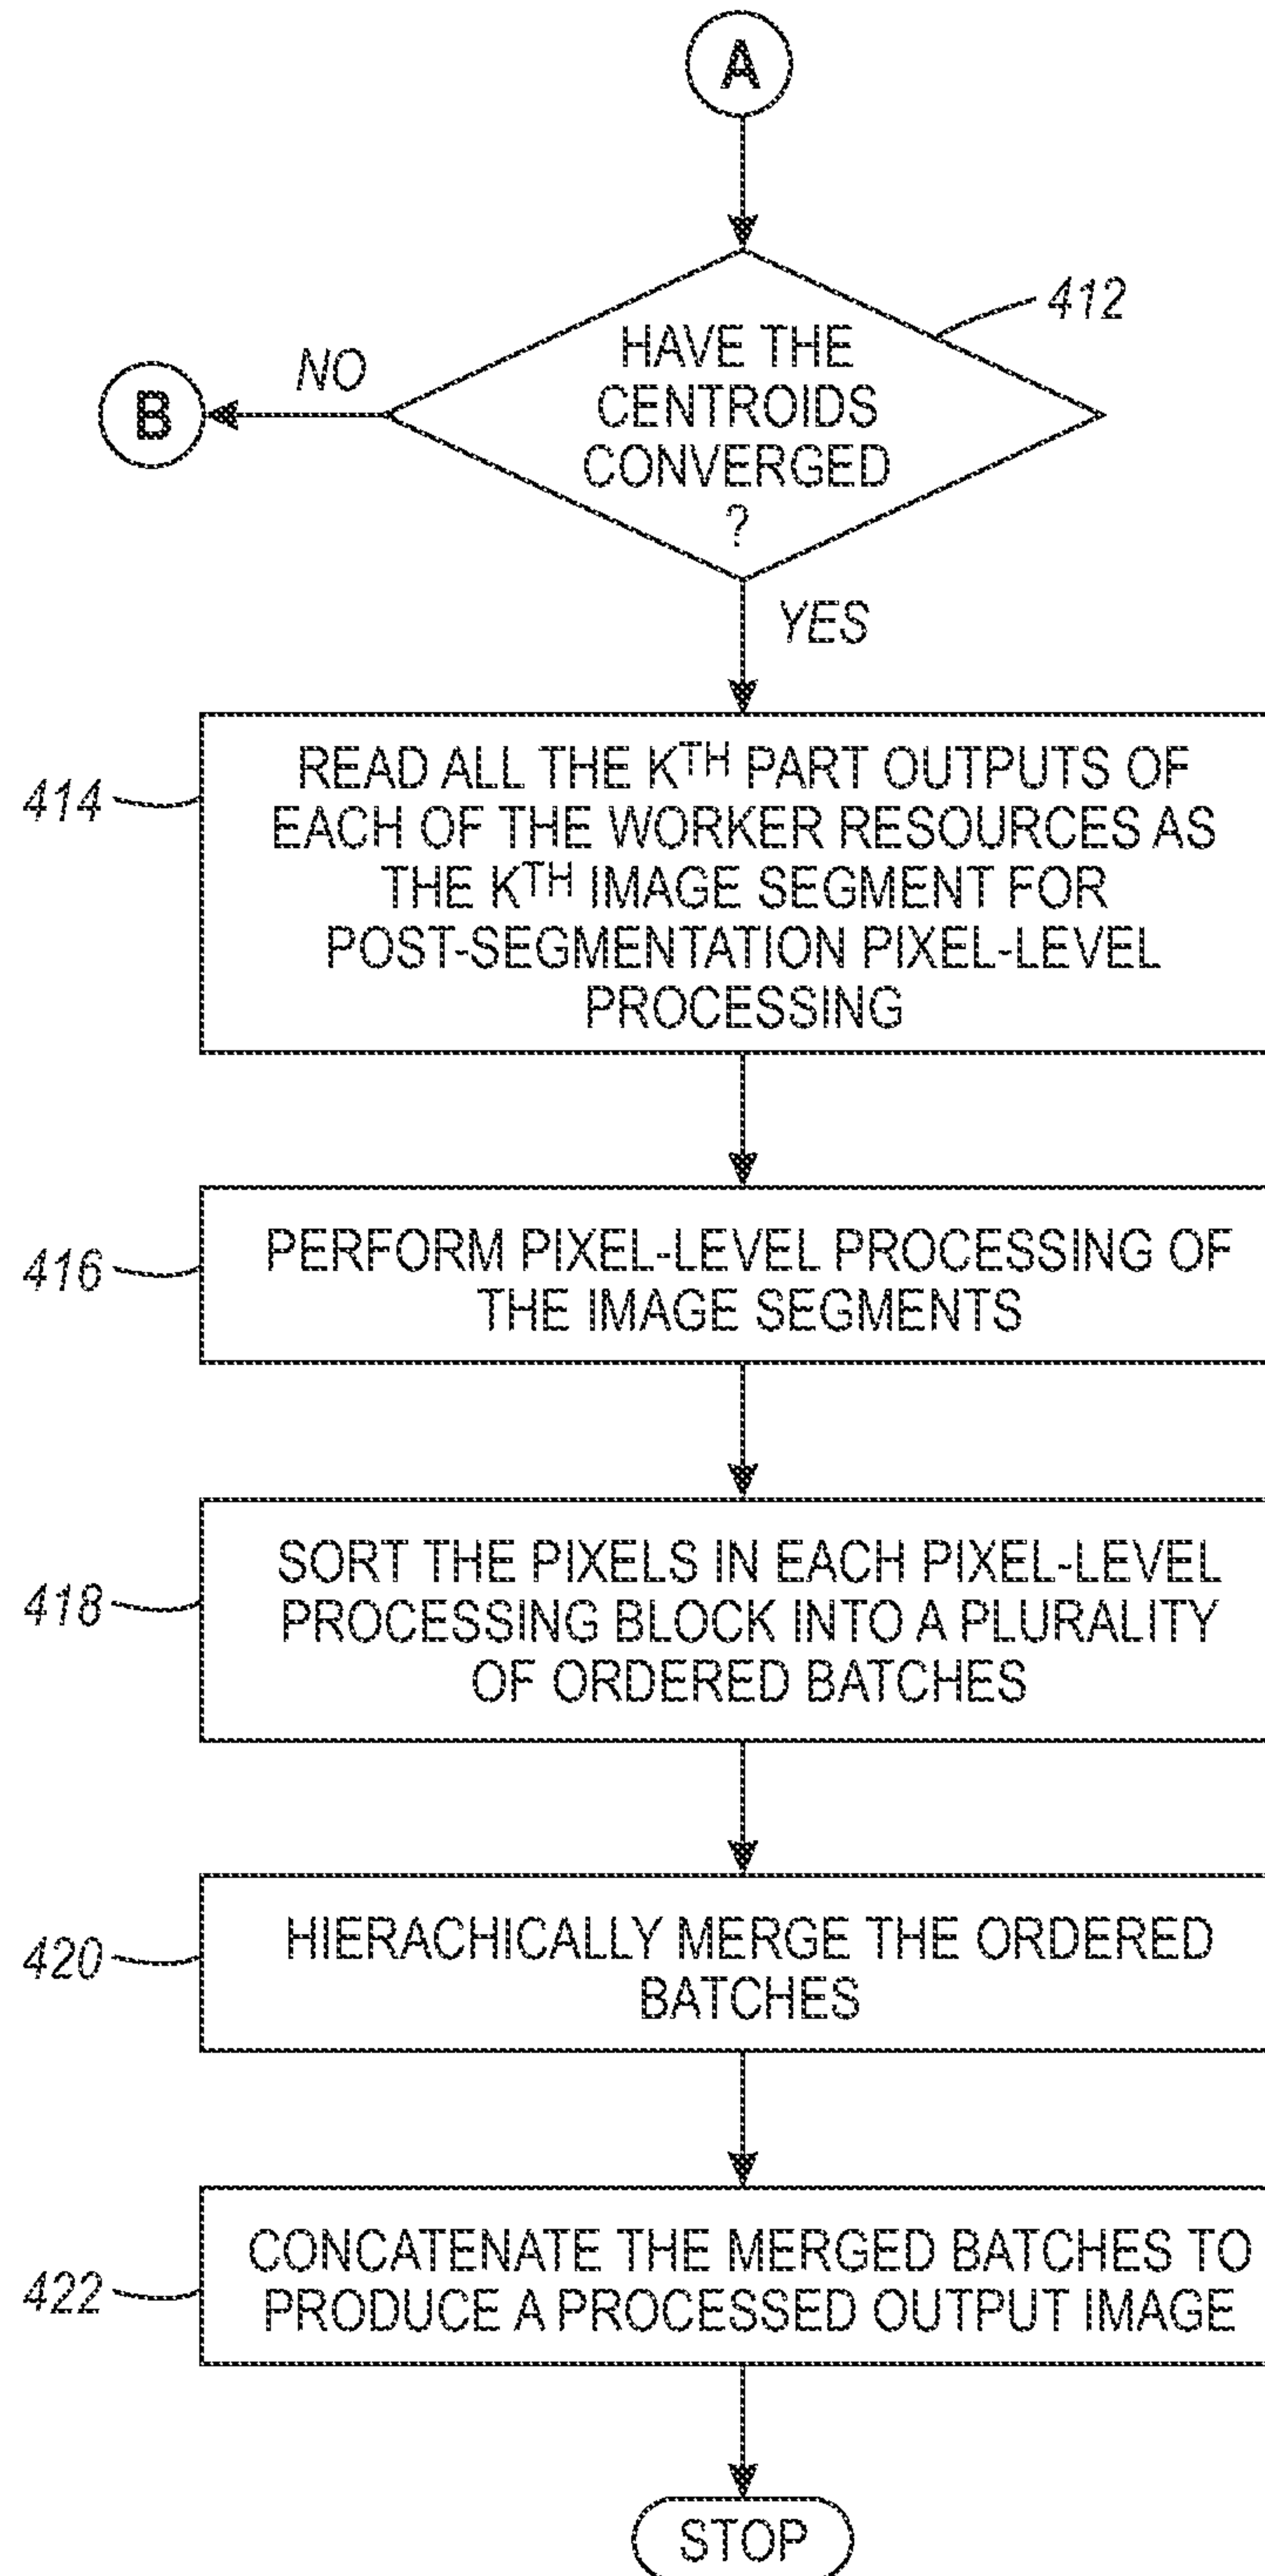 A
412
HAVE THE
CENTROIDS
CONVERGED
?
NO
B
YES
414
READ ALL THE KTH PART OUTPUTS OF
EACH OF THE WORKER RESOURCES AS
THE KTH IMAGE SEGMENT FOR
POST-SEGMENTATION PIXEL-LEVEL
PROCESSING
416
PERFORM PIXEL-LEVEL PROCESSING OF
THE IMAGE SEGMENTS
418
SORT THE PIXELS IN EACH PIXEL-LEVEL
PROCESSING BLOCK INTO A PLURALITY
OF ORDERED BATCHES
420
HIERACHICALLY MERGE THE ORDERED
BATCHES
422
CONCATENATE THE MERGED BATCHES TO
PRODUCE A PROCESSED OUTPUT IMAGE
STOP